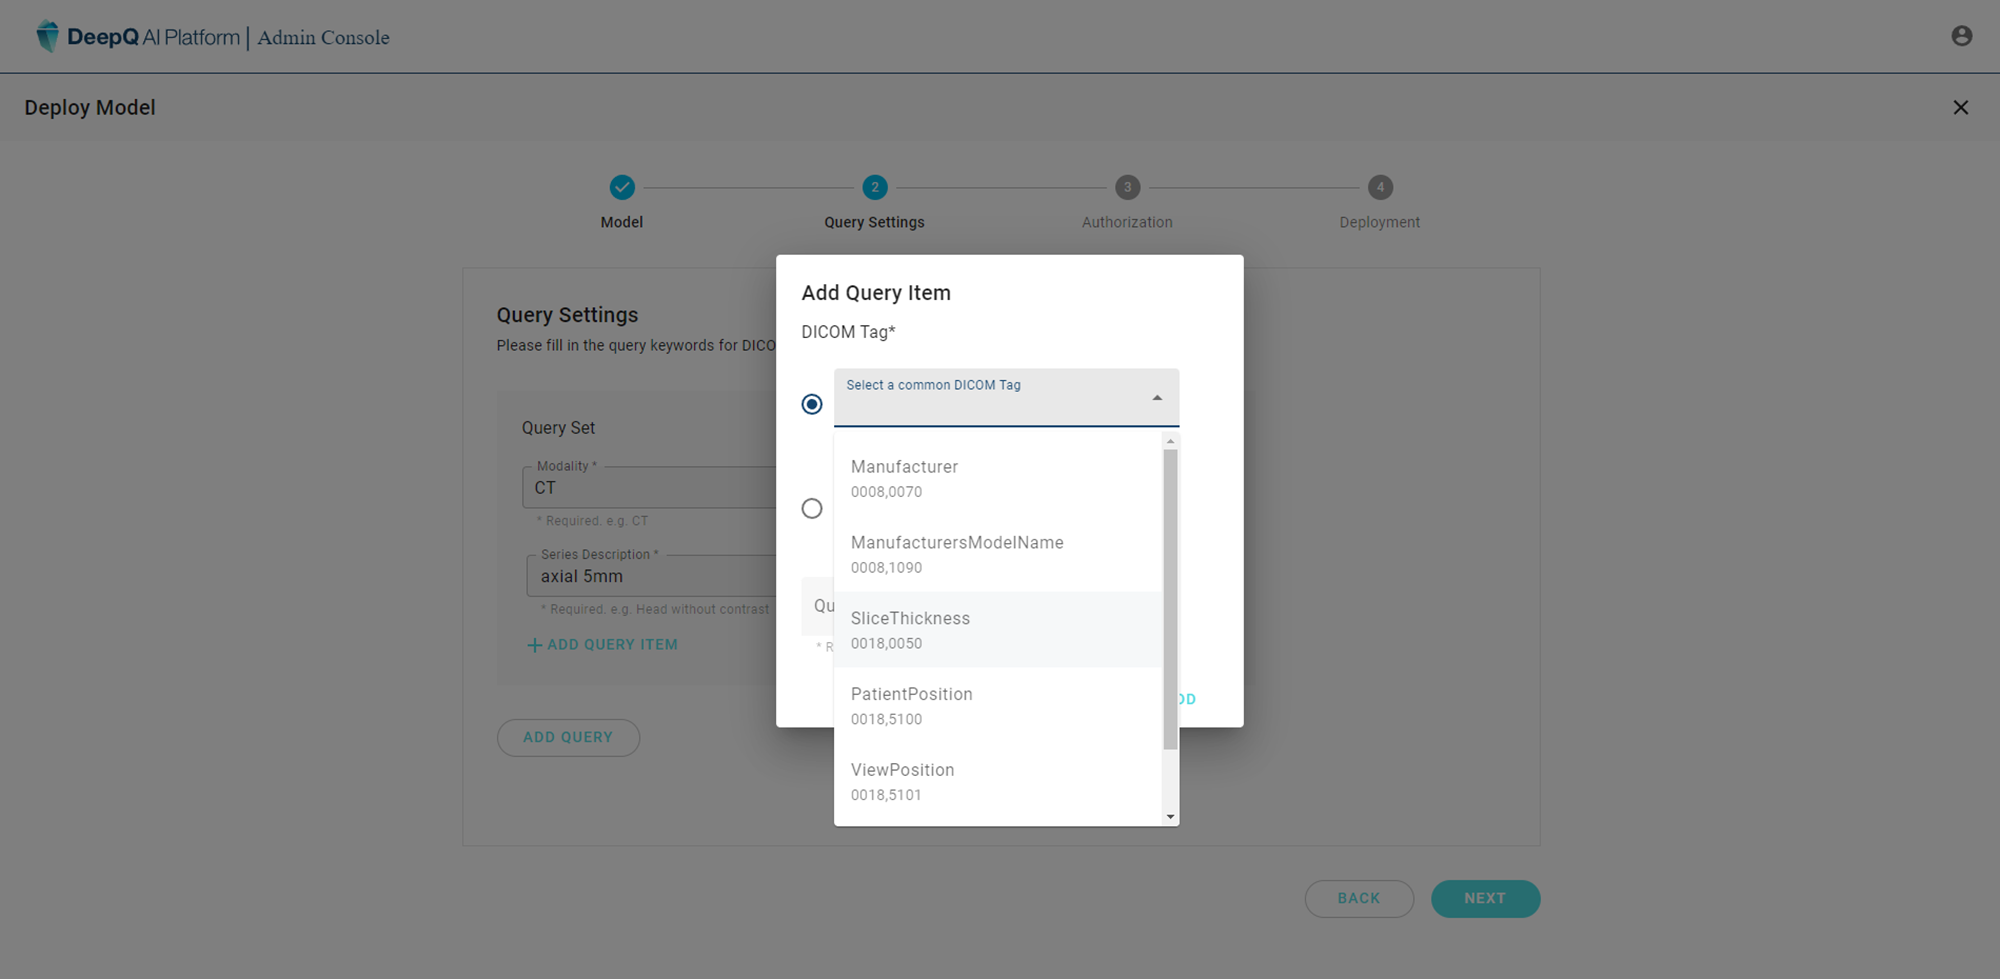 DeepQ AI Platform | Admin Console
Deploy Model
2
3
4
Model
Query Settings
Authorization
Deployment
Add Query Item
DICOM Tag*
Query Settings
Please fill in the query keywords for
Select a common DICOM Tag
Query Set
Modality *
CT
* Required. e.g. CT
Series Description *
axial 5mm
* Required. e.g. Head without contrast
+ ADD QUERY ITEM
ADD QUERY
Manufacturer
0008,0070
ManufacturersModelName
0008,1090
SliceThickness
0018,0050
PatientPosition
0018,5100
ViewPosition
0018,5101
BACK
NEXT